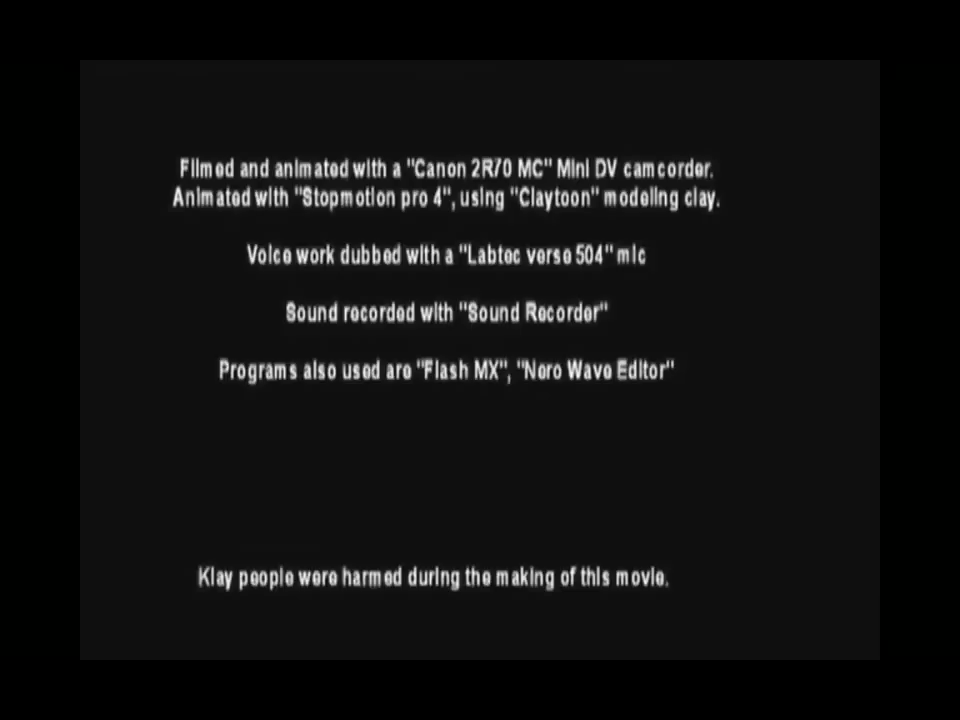 Filmed and animated with a "Canon 2R70 MC" Mini DV camcorder.
Animated with "Stopmotion pro 4", using "Claytoon" modeling clay.
Voice work dubbed with a "Labtec verse 504" mic
Sound recorded with "Sound Recorder"
Programs also used are "Flash MX", "Nero Wave Editor"
Klay people were harmed during the making of this movie.